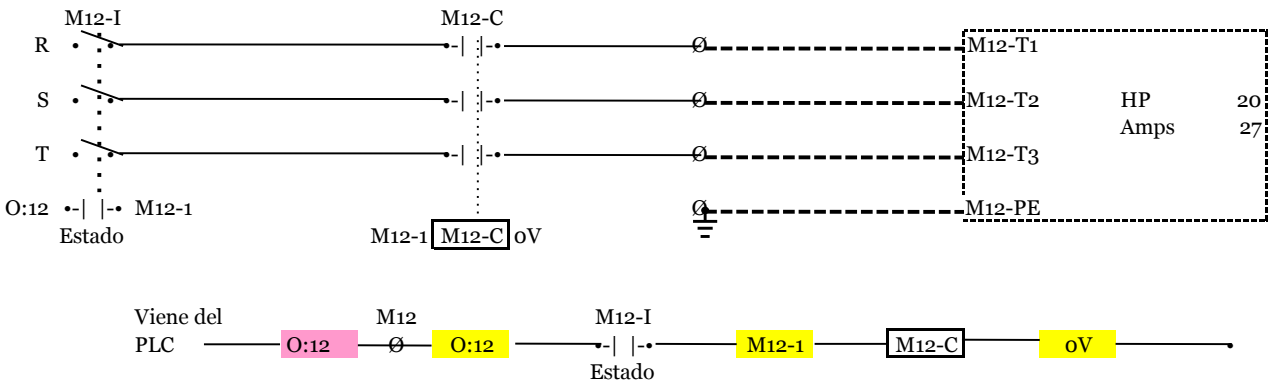 M12-I M12-C
R M12-T1
S M12-T2 HP 20
Amps 27
T M12-T3
O:12 M12-1 M12-PE
Estado M12-1 M12-C 0V
Viene del M12 M12-I
PLC O:12 Ø O:12 M12-1 M12-C 0V
Estado